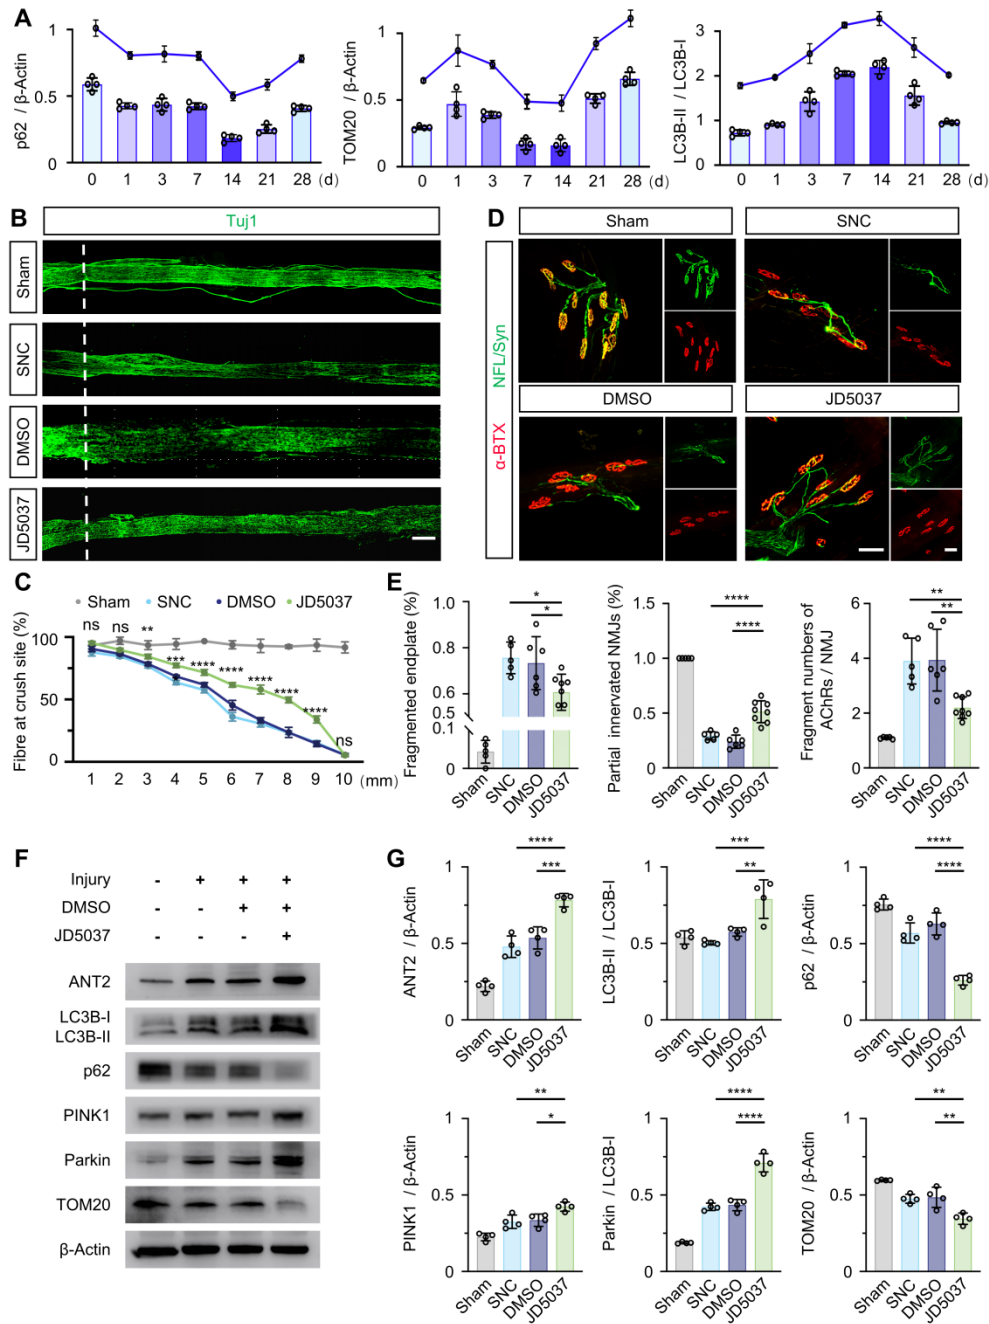 A
p62 / β-Actin
1
0.5
0
0 1 3 7 14 21 28 (d)
TOM20 / β-Actin
1
0.5
0
0 1 3 7 14 21 28 (d)
LC3B-II / LC3B-I
3
2
1
0
0 1 3 7 14 21 28 (d)
B
Tuj1
Sham
SNC
DMSO
JD5037
D
Sham
SNC
DMSO
JD5037
α-BTX NFL/Syn
C
Sham SNC DMSO JD5037
Fibre at crush site (%)
100
50
0
ns ns ** *** **** **** **** **** **** ns
*
1 2 3 4 5 6 7 8 9 10 (mm)
E
Fragmented endplate (%)
1.0
0.8
0.6
0.5
0.1
0
*
*
Sham SNC DMSO JD5037
Partial innervated NMJs (%)
1.5
1.0
0.5
0
****
****
Sham SNC DMSO JD5037
Fragment numbers of
AChRs / NMJ
6
4
2
0
**
**
Sham SNC DMSO JD5037
F
Injury - + + +
DMSO - - + +
JD5037 - - - +
ANT2
LC3B-I
LC3B-II
p62
PINK1
Parkin
TOM20
β-Actin
G
ANT2 / β-Actin
1
0.5
0
****
***
Sham SNC DMSO JD5037
LC3B-II / LC3B-I
1
0.5
0
***
**
Sham SNC DMSO JD5037
p62 / β-Actin
1
0.5
0
****
****
Sham SNC DMSO JD5037
PINK1 / β-Actin
1
0.5
0
**
*
Sham SNC DMSO JD5037
Parkin / LC3B-I
1
0.5
0
****
****
Sham SNC DMSO JD5037
TOM20 / β-Actin
1
0.5
0
**
**
Sham SNC DMSO JD5037